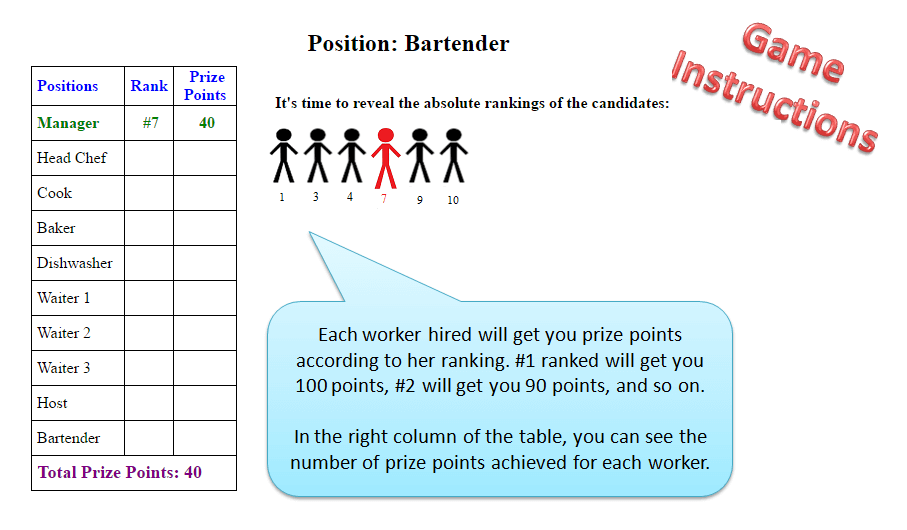 Position: Bartender
Game
Instructions
Positions Rank Prize Points
Manager #7 40
Head Chef
Cook
Baker
Dishwasher
Waiter 1
Waiter 2
Waiter 3
Host
Bartender
Total Prize Points: 40
It's time to reveal the absolute rankings of the candidates:
1 3 4 7 9 10
Each worker hired will get you prize points
according to her ranking. #1 ranked will get you
100 points, #2 will get you 90 points, and so on.
In the right column of the table, you can see the
number of prize points achieved for each worker.